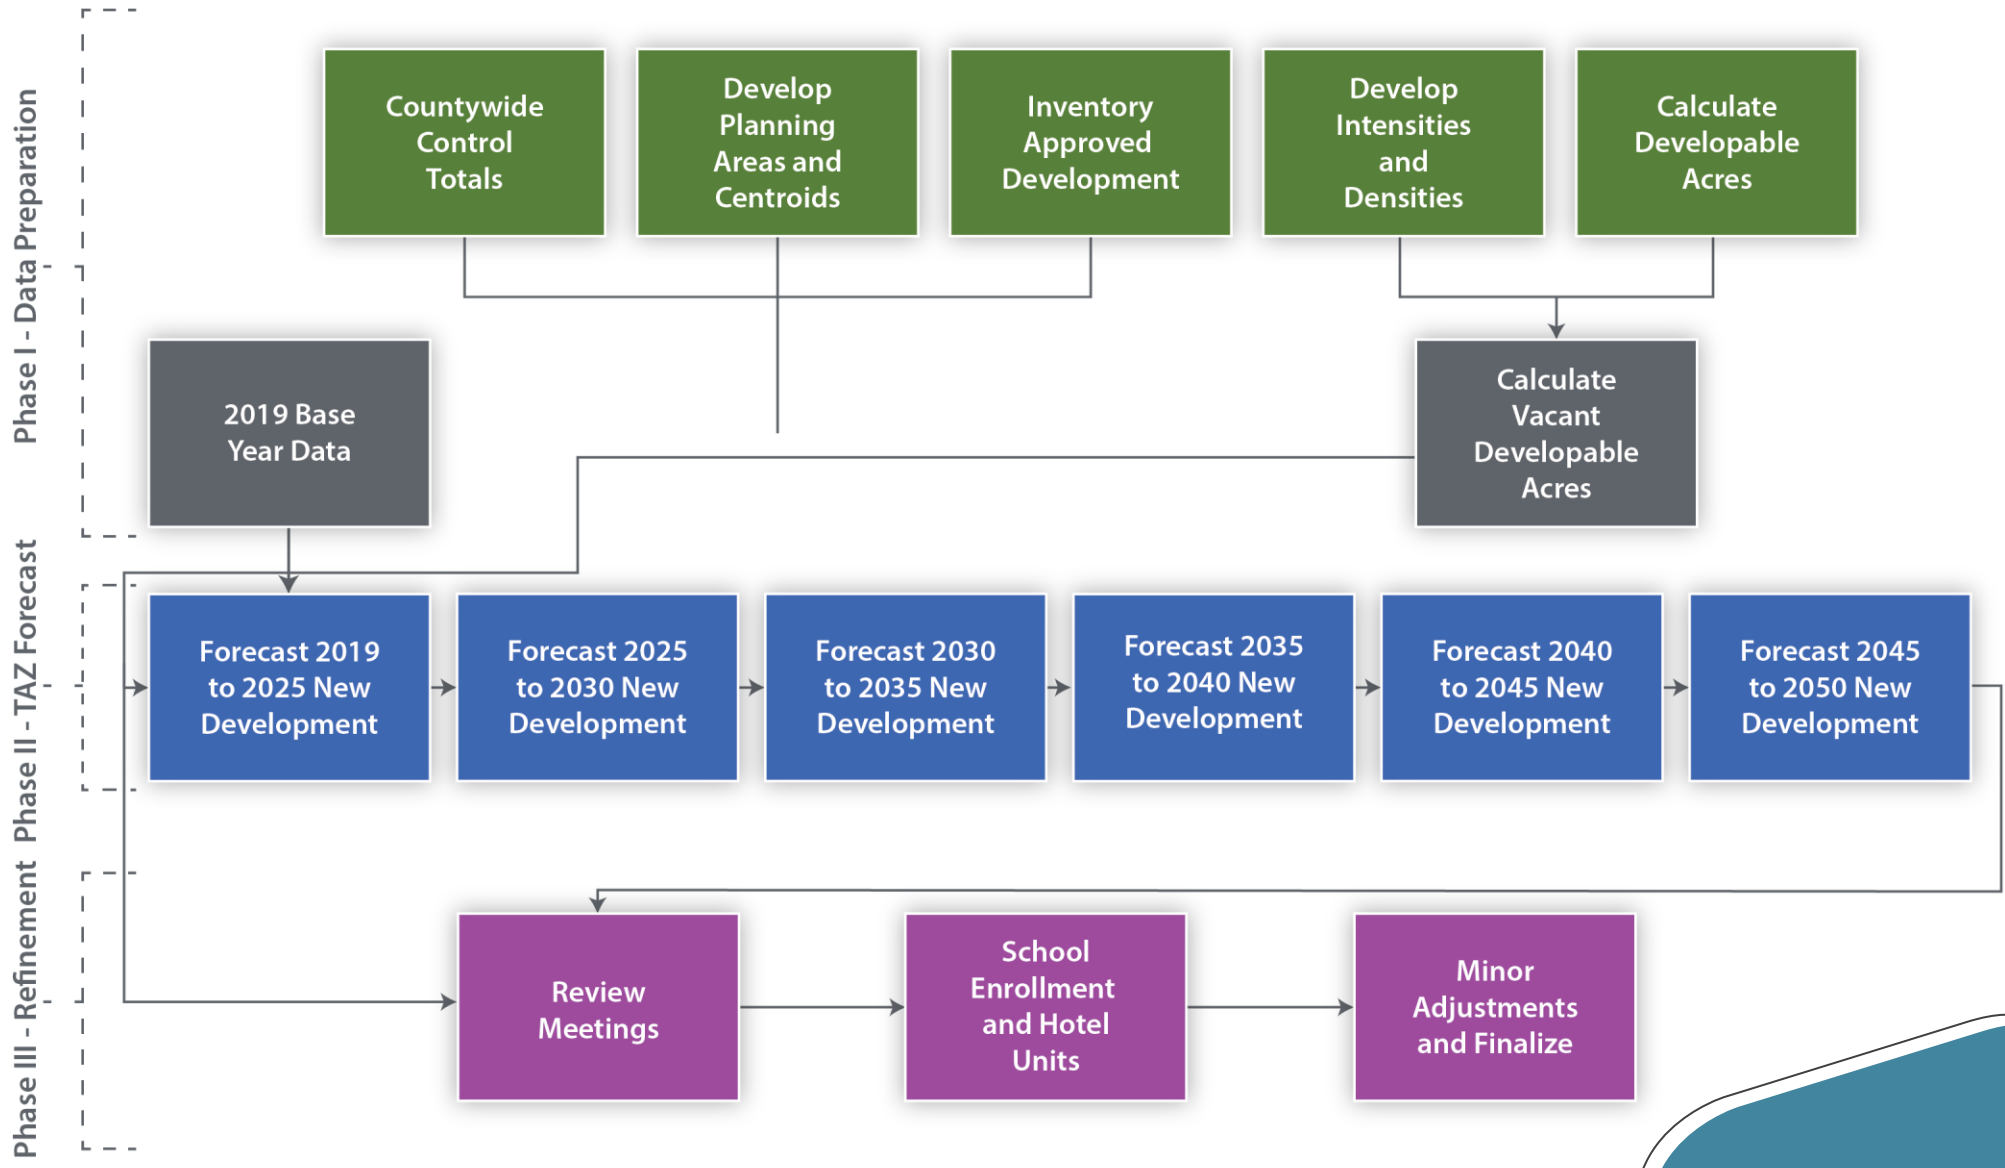 Phase I - Data Preparation
Countywide
Control
Totals
Develop
Planning
Areas and
Centroids
Inventory
Approved
Development
Develop
Intensities
and
Densities
Calculate
Developable
Acres
2019 Base
Year Data
Calculate
Vacant
Developable
Acres
Phase II - TAZ Forecast
Forecast 2019
to 2025 New
Development
Forecast 2025
to 2030 New
Development
Forecast 2030
to 2035 New
Development
Forecast 2035
to 2040 New
Development
Forecast 2040
to 2045 New
Development
Forecast 2045
to 2050 New
Development
Phase III - Refinement
Review
Meetings
School
Enrollment
and Hotel
Units
Minor
Adjustments
and Finalize